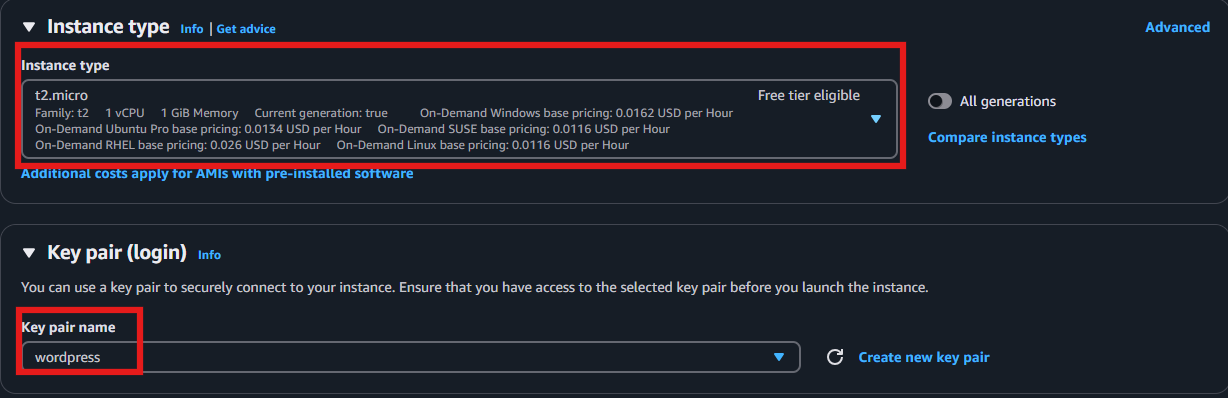 Instance type Info | Get advice Advanced
Instance type
t2.micro Free tier eligible
Family: t2 1 vCPU 1 GiB Memory Current generation: true On-Demand Windows base pricing: 0.0162 USD per Hour
On-Demand Ubuntu Pro base pricing: 0.0134 USD per Hour On-Demand SUSE base pricing: 0.0116 USD per Hour
On-Demand RHEL base pricing: 0.026 USD per Hour On-Demand Linux base pricing: 0.0116 USD per Hour
All generations
Compare instance types
Additional costs apply for AMIs with pre-installed software
Key pair (login) Info
You can use a key pair to securely connect to your instance. Ensure that you have access to the selected key pair before you launch the instance.
Key pair name
wordpress
Create new key pair